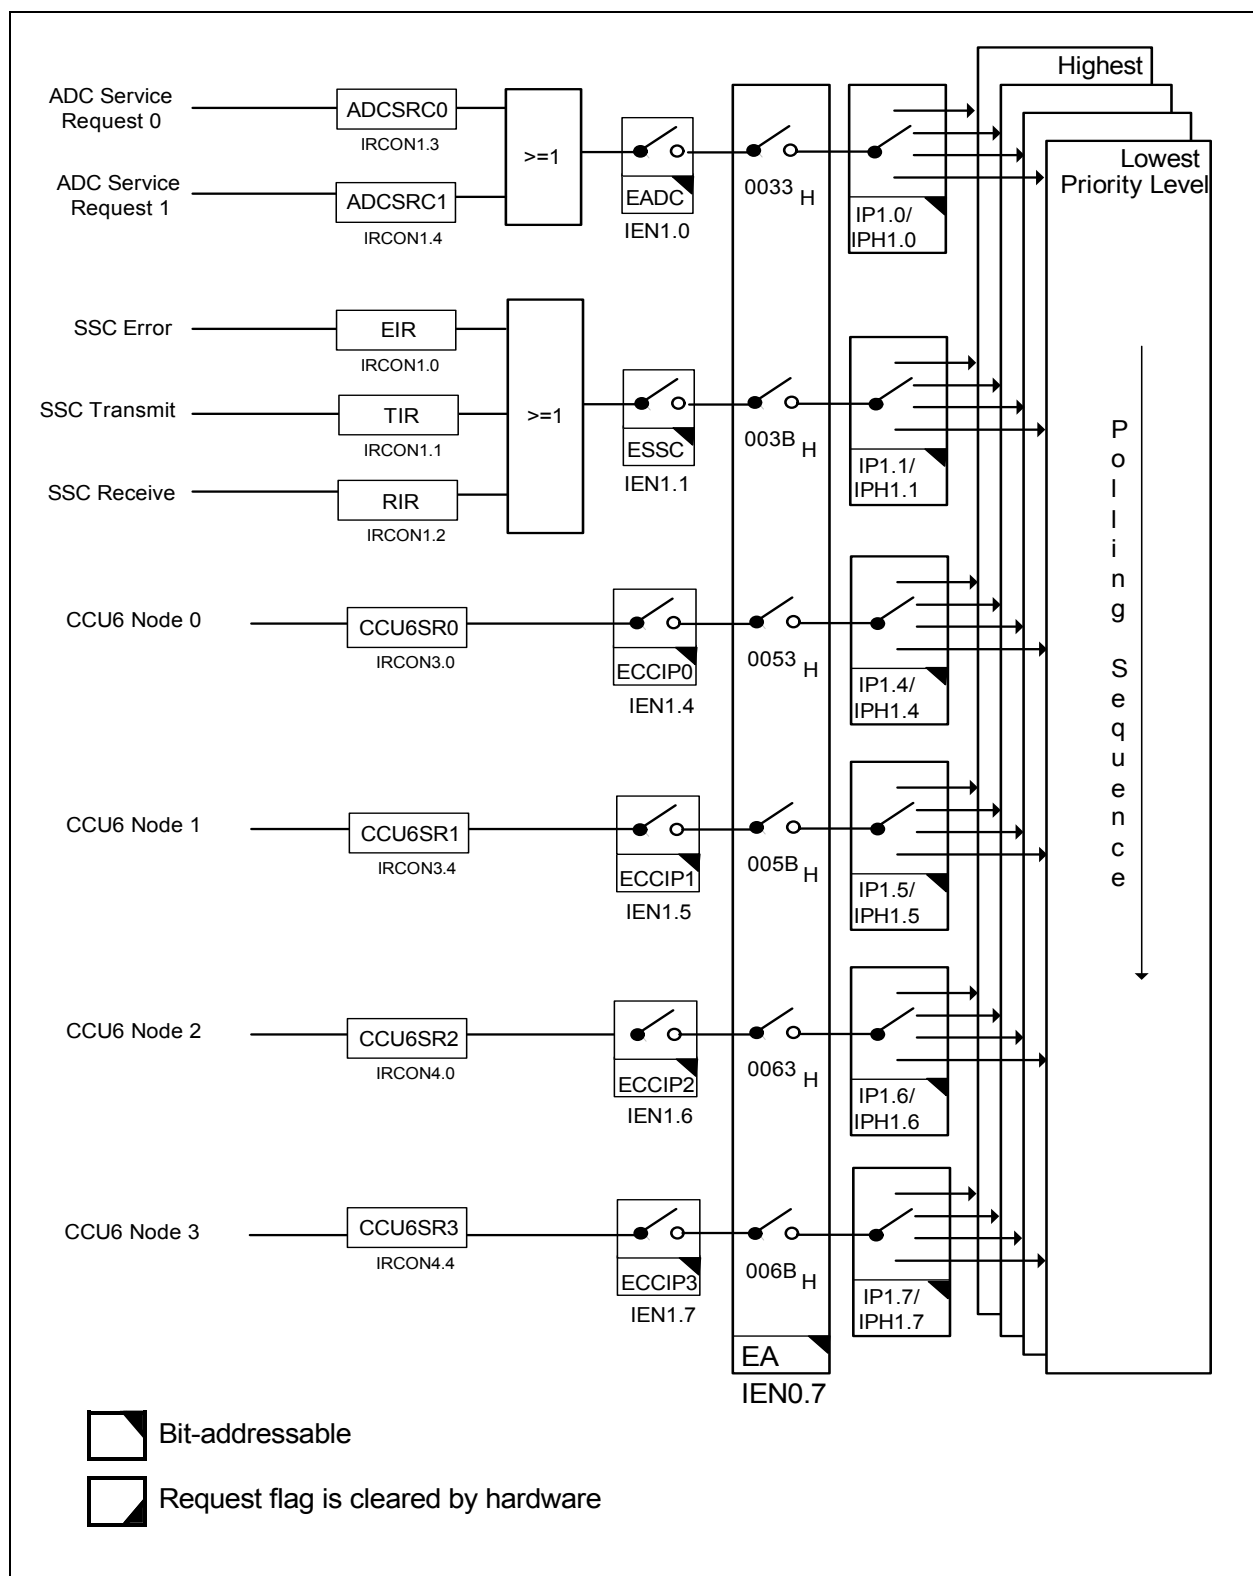 Highest
Lowest
Priority Level
ADC Service
Request 0
ADCSRC0
IRCON1.3
ADC Service
Request 1
ADCSRC1
IRCON1.4
>=1
EADC
IEN1.0
0033 H
IP1.0/
IPH1.0
SSC Error
EIR
IRCON1.0
SSC Transmit
TIR
IRCON1.1
SSC Receive
RIR
IRCON1.2
>=1
ESSC
IEN1.1
003B H
IP1.1/
IPH1.1
Polling Sequence
CCU6 Node 0
CCU6SR0
IRCON3.0
ECCIP0
IEN1.4
0053 H
IP1.4/
IPH1.4
CCU6 Node 1
CCU6SR1
IRCON3.4
ECCIP1
IEN1.5
005B H
IP1.5/
IPH1.5
CCU6 Node 2
CCU6SR2
IRCON4.0
ECCIP2
IEN1.6
0063 H
IP1.6/
IPH1.6
CCU6 Node 3
CCU6SR3
IRCON4.4
ECCIP3
IEN1.7
006B H
IP1.7/
IPH1.7
EA
IEN0.7
Bit-addressable
Request flag is cleared by hardware